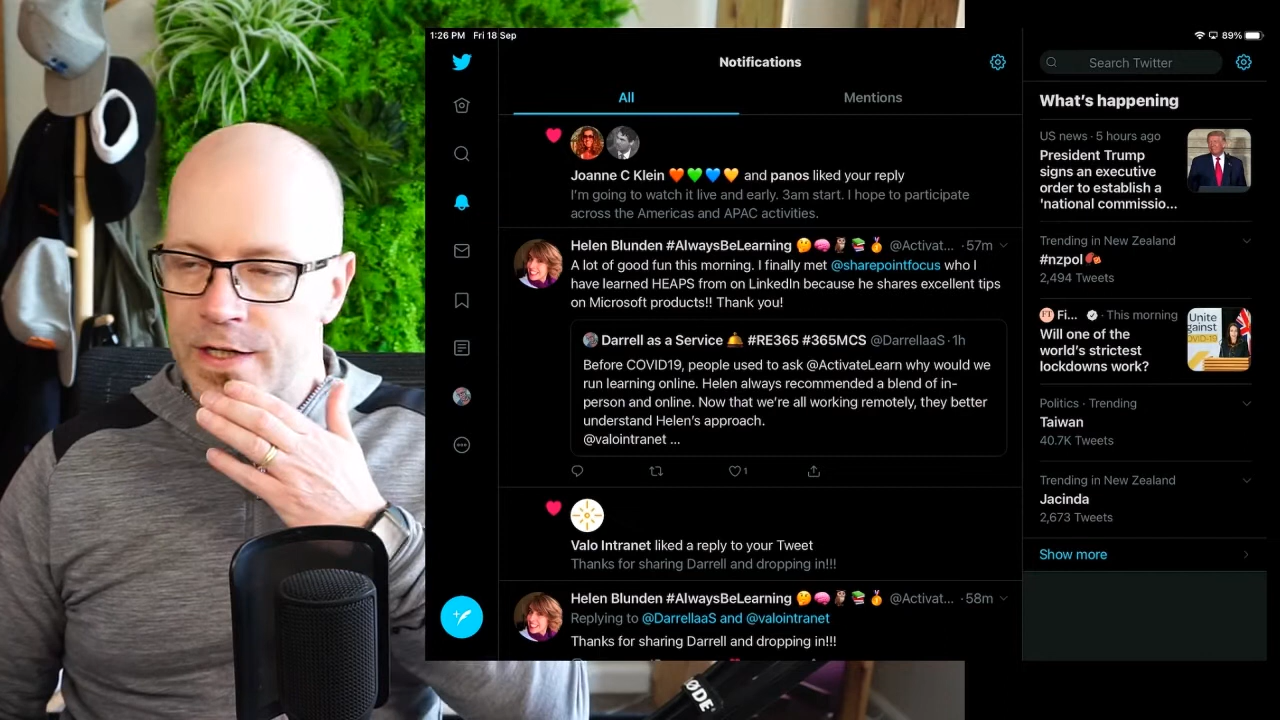 1:26 PM Fri 18 Sep
89%
Notifications
All
Mentions
Joanne C Klein 🧡💚💙💛 and panos liked your reply
I'm going to watch it live and early. 3am start. I hope to participate
across the Americas and APAC activities.
Helen Blunden #AlwaysBeLearning 🤔🧠🦉📚🏅 @Activat... · 57m
A lot of good fun this morning. I finally met @sharepointfocus who I
have learned HEAPS from on LinkedIn because he shares excellent tips
on Microsoft products!! Thank you!
Darrell as a Service 🛎️ #RE365 #365MCS @DarrellaaS · 1h
Before COVID19, people used to ask @ActivateLearn why would we
run learning online. Helen always recommended a blend of in-
person and online. Now that we're all working remotely, they better
understand Helen's approach.
@valointranet ...
1
Valo Intranet liked a reply to your Tweet
Thanks for sharing Darrell and dropping in!!!
Helen Blunden #AlwaysBeLearning 🤔🧠🦉📚🏅 @Activat... · 58m
Replying to @DarrellaaS and @valointranet
Thanks for sharing Darrell and dropping in!!!
Search Twitter
What's happening
US news · 5 hours ago
President Trump
signs an executive
order to establish a
'national commissio...
Trending in New Zealand
#nzpol
2,494 Tweets
Fi... · This morning
Will one of the
world's strictest
lockdowns work?
Unite
against
Politics · Trending
Taiwan
40.7K Tweets
Trending in New Zealand
Jacinda
2,673 Tweets
Show more
RØDE